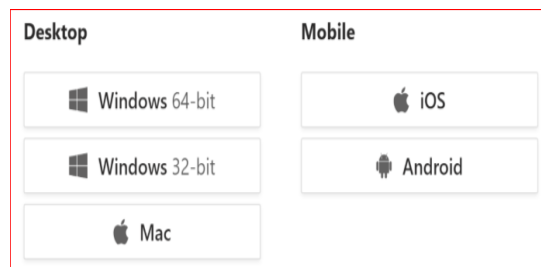 Desktop
Windows 64-bit
Windows 32-bit
Mac
Mobile
iOS
Android